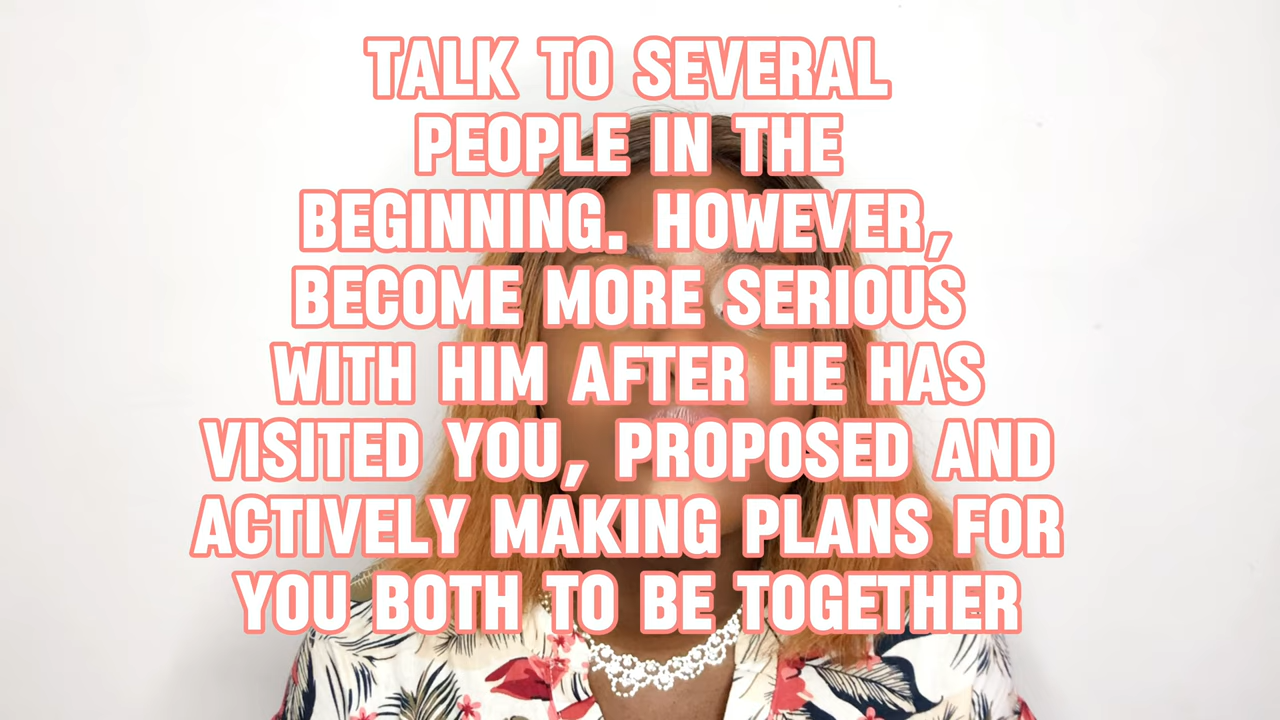 TALK TO SEVERAL
PEOPLE IN THE
BEGINNING. HOWEVER,
BECOME MORE SERIOUS
WITH HIM AFTER HE HAS
VISITED YOU, PROPOSED AND
ACTIVELY MAKING PLANS FOR
YOU BOTH TO BE TOGETHER